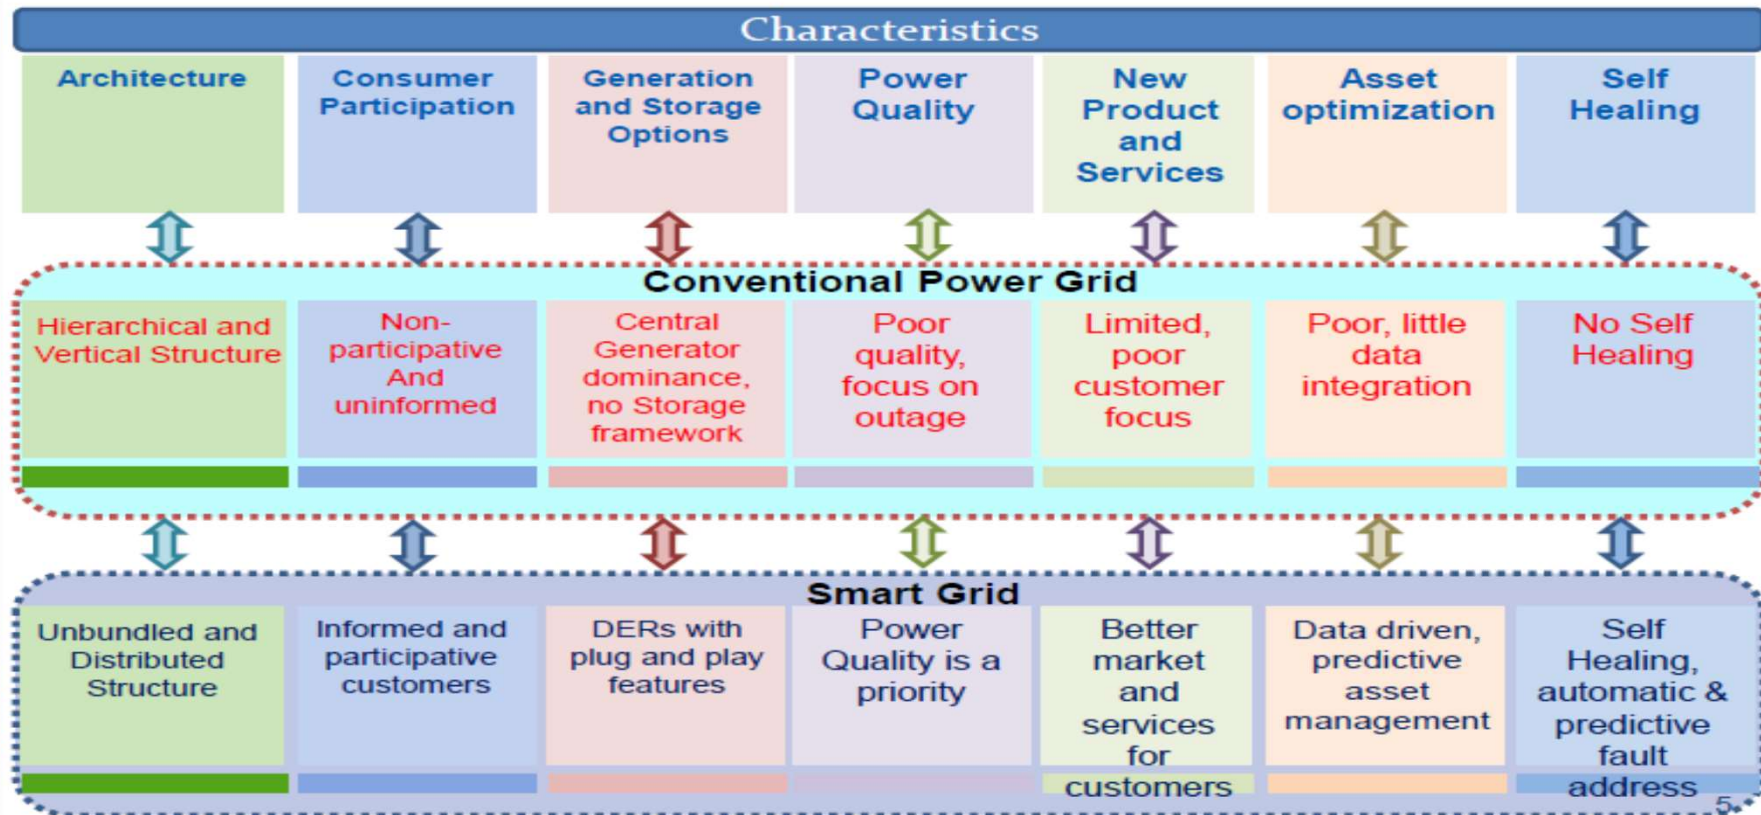 Characteristics
Architecture
Consumer
Participation
Generation
and Storage
Options
Power
Quality
New
Product
and
Services
Asset
optimization
Self
Healing
Conventional Power Grid
Hierarchical and
Vertical Structure
Non-
participative
And
uninformed
Central
Generator
dominance,
no Storage
framework
Poor
quality,
focus on
outage
Limited,
poor
customer
focus
Poor, little
data
integration
No Self
Healing
Smart Grid
Unbundled and
Distributed
Structure
Informed and
participative
customers
DERs with
plug and play
features
Power
Quality is a
priority
Better
market
and
services
for
customers
Data driven,
predictive
asset
management
Self
Healing,
automatic &
predictive
fault
address
5